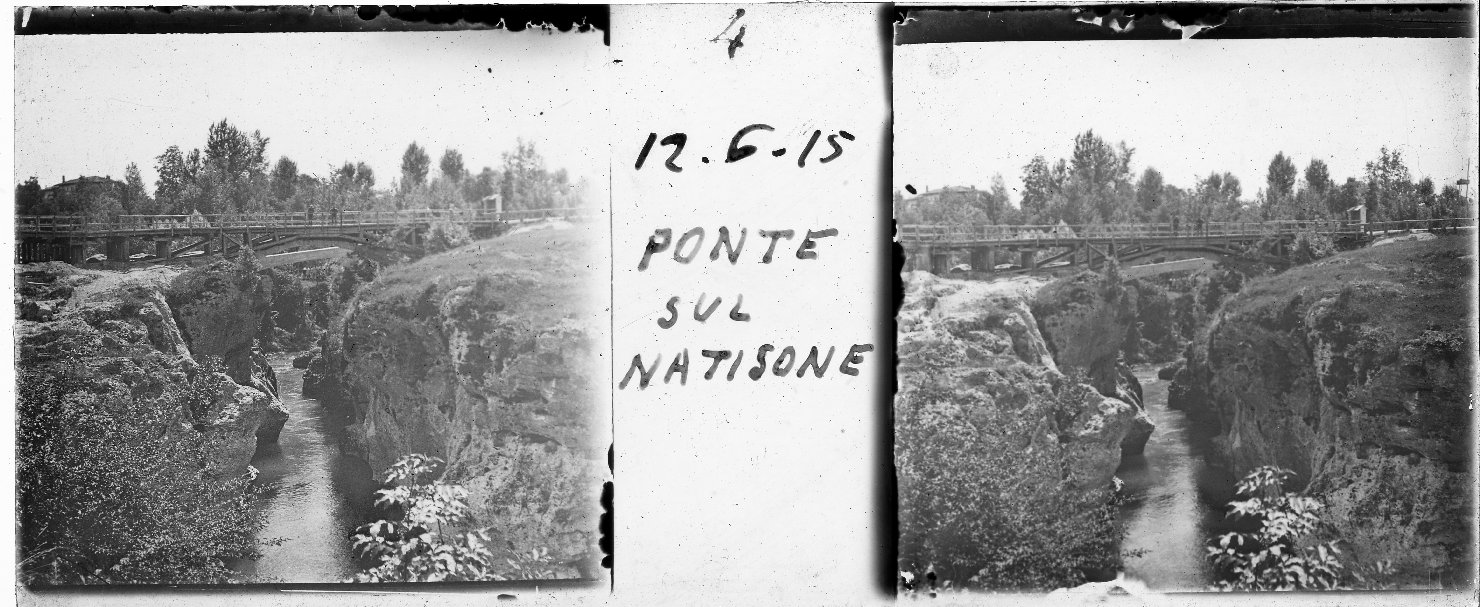 4
12.6.15
PONTE
SUL
NATISONE